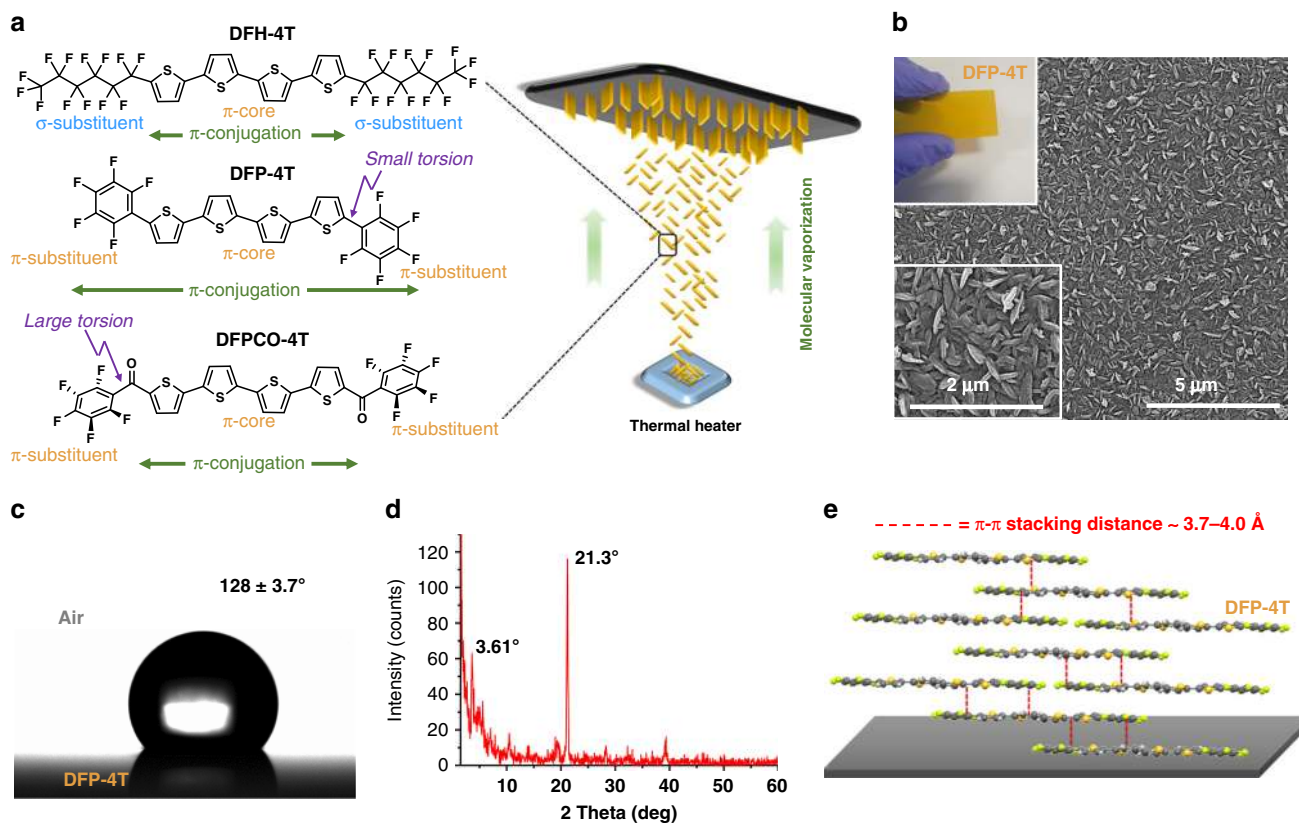 a
DFH-4T
F F F F F F
F F F F F F F
S S S S
F F F F F F
F F F F F F F
π-core
σ-substituent
σ-substituent
π-conjugation
DFP-4T
Small torsion
F F F F F
S S S S
F F F F F
π-substituent
π-core
π-substituent
π-conjugation
Large torsion
DFPCO-4T
F F F F F
O
S S S S
O
F F F F F
π-core
π-substituent
π-substituent
π-conjugation
Molecular vaporization
Thermal heater
b
DFP-4T
2 µm
5 µm
c
128 ± 3.7°
Air
DFP-4T
d
Intensity (counts)
120
100
80
60
40
20
0
21.3°
3.61°
10 20 30 40 50 60
2 Theta (deg)
e
= π-π stacking distance ~ 3.7–4.0 Å
DFP-4T